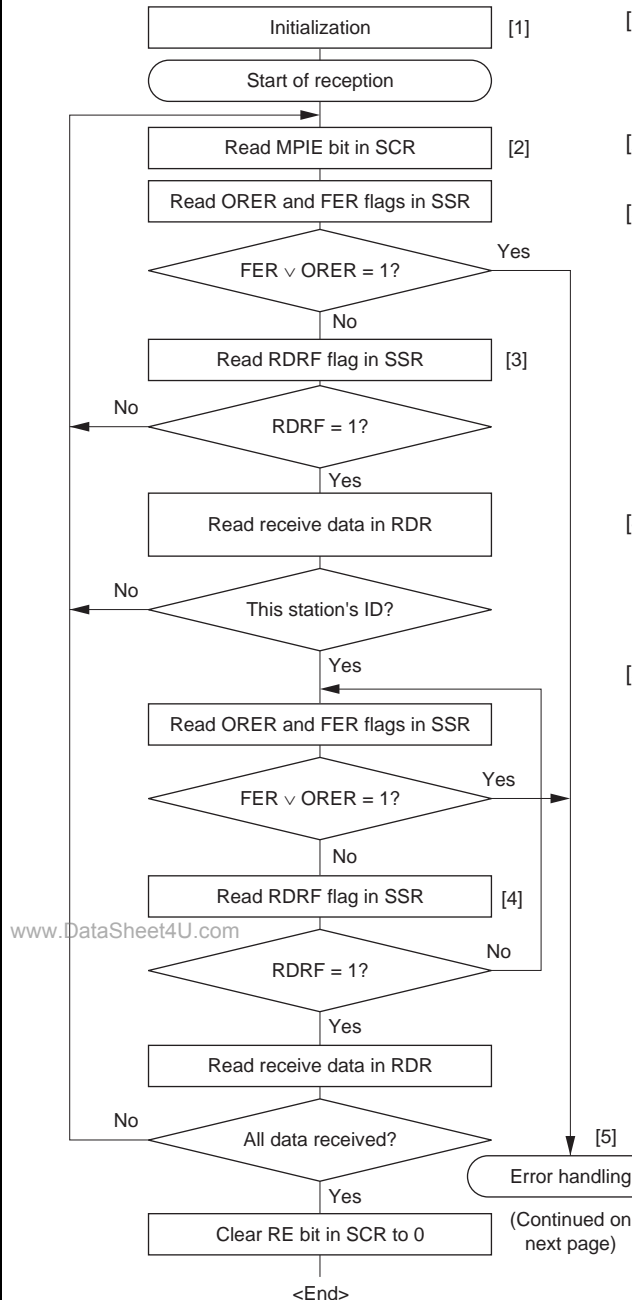 Initialization
[1]
[
Start of reception
Read MPIE bit in SCR
[2]
[
Read ORER and FER flags in SSR
[
FER ∨ ORER = 1?
Yes
No
Read RDRF flag in SSR
[3]
No
RDRF = 1?
Yes
Read receive data in RDR
[
No
This station's ID?
Yes
[
Read ORER and FER flags in SSR
FER ∨ ORER = 1?
Yes
No
Read RDRF flag in SSR
[4]
www.DataSheet4U.com
RDRF = 1?
No
Yes
Read receive data in RDR
No
All data received?
[5]
Error handling
Yes
(Continued on
next page)
Clear RE bit in SCR to 0
<End>